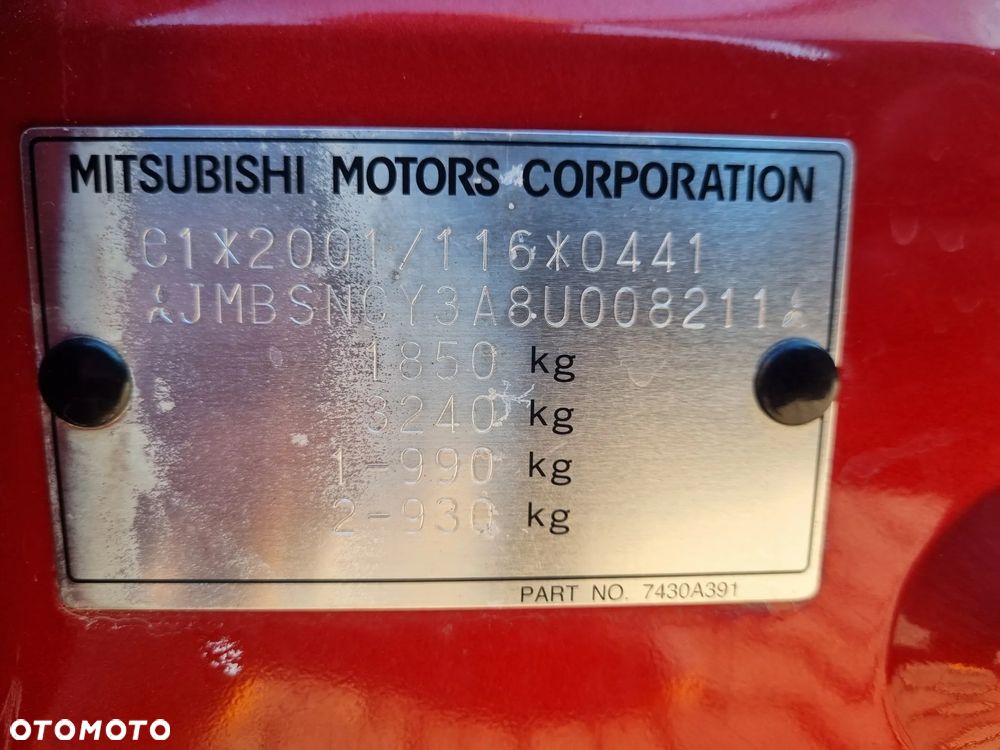 MITSUBISHI MOTORS CORPORATION
e1*2001/116*0441
JMBSNCY3A8U008211
1850 kg
3240 kg
1-990 kg
2-930 kg
PART NO. 7430A391
OTOMOTO